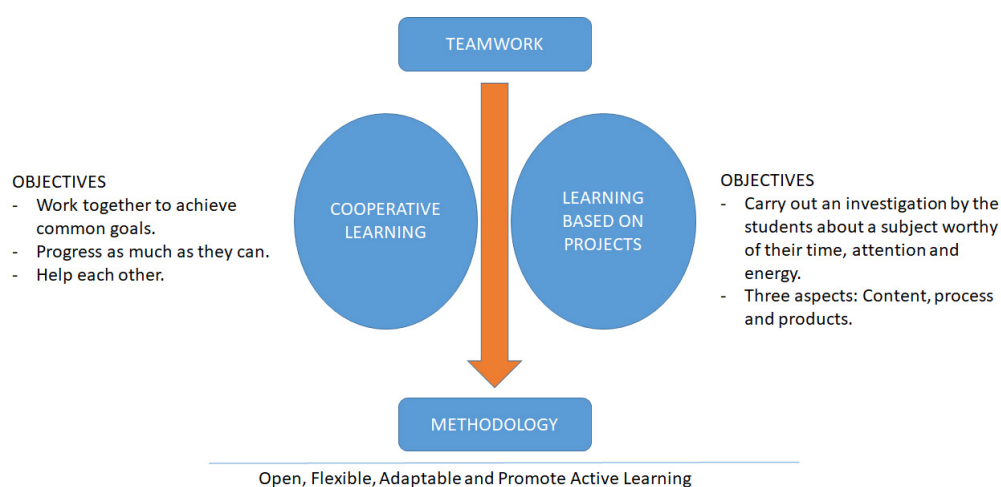 TEAMWORK
OBJECTIVES
- Work together to achieve
common goals.
- Progress as much as they can.
- Help each other.
COOPERATIVE
LEARNING
LEARNING
BASED ON
PROJECTS
OBJECTIVES
- Carry out an investigation by the
students about a subject worthy
of their time, attention and
energy.
- Three aspects: Content, process
and products.
METHODOLOGY
Open, Flexible, Adaptable and Promote Active Learning